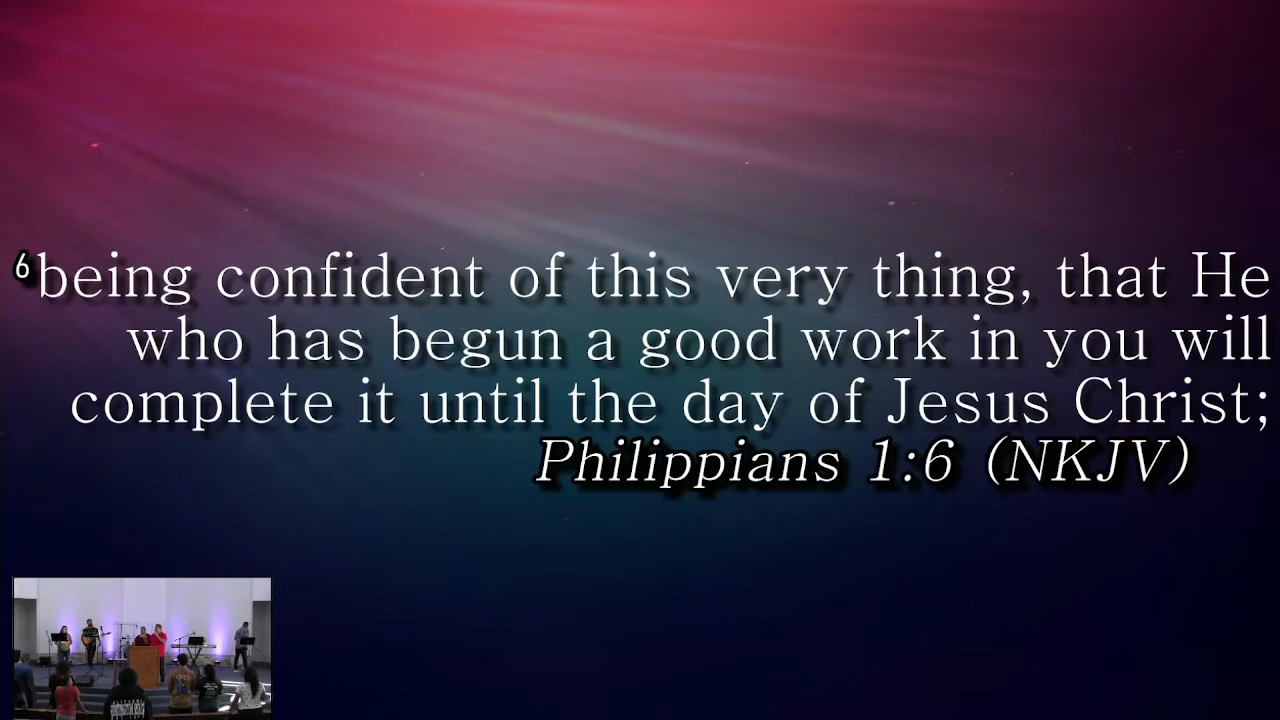 6being confident of this very thing, that He
who has begun a good work in you will
complete it until the day of Jesus Christ;
Philippians 1:6 (NKJV)